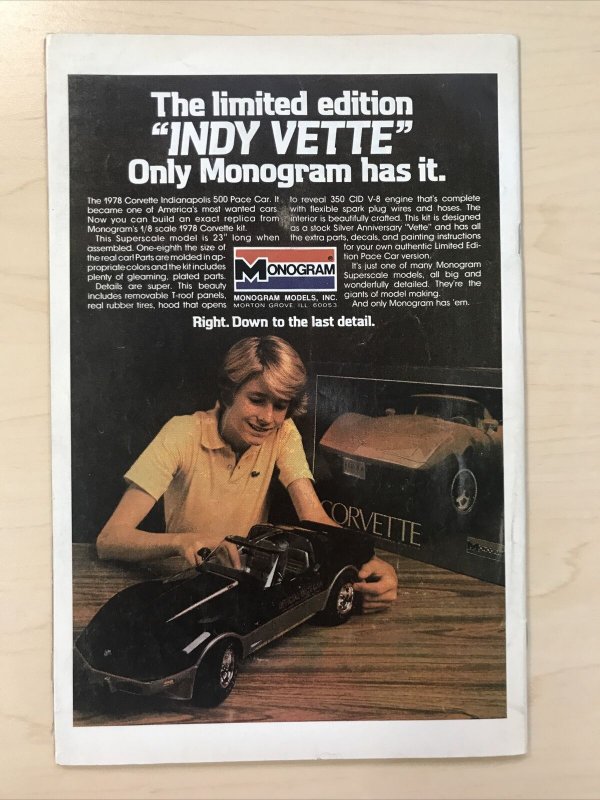 The limited edition
"INDY VETTE"
Only Monogram has it.
The 1978 Corvette Indianapolis 500 Pace Car. It
became one of America's most wanted cars.
Now you can build an exact replica from
Monogram's 1/8 scale 1978 Corvette kit.
This Superscale model is 23" long when
assembled. One-eighth the size of
the real car! Parts are molded in ap-
propriate colors and the kit includes
plenty of gleaming, plated parts.
Details are super. This beauty
includes removable T-roof panels,
real rubber tires, hood that opens
to reveal 350 CID V-8 engine that's complete
with flexible spark plug wires and hoses. The
interior is beautifully crafted. This kit is designed
as a stock Silver Anniversary "Vette" and has all
the extra parts, decals, and painting instructions
for your own authentic Limited Edi-
tion Pace Car version.
It's just one of many Monogram
Superscale models, all big and
wonderfully detailed. They're the
giants of model making.
And only Monogram has 'em.
MONOGRAM
MONOGRAM MODELS, INC.
MORTON GROVE, ILL. 60053
Right. Down to the last detail.
CORVETTE